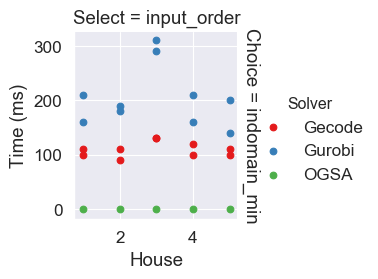 Select = input_order
Time (ms)
300
200
100
0
2
4
House
Choice = indomain_min
Solver
Gecode
Gurobi
OGSA